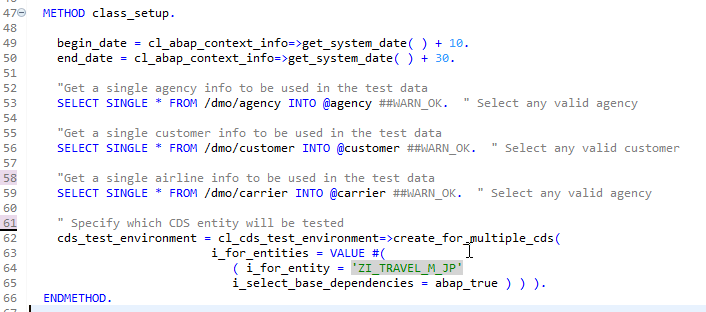 47 METHOD class_setup.
48
49 begin_date = cl_abap_context_info=>get_system_date( ) + 10.
50 end_date = cl_abap_context_info=>get_system_date( ) + 30.
51
52 "Get a single agency info to be used in the test data
53 SELECT SINGLE * FROM /dmo/agency INTO @agency ##WARN_OK. " Select any valid agency
54
55 "Get a single customer info to be used in the test data
56 SELECT SINGLE * FROM /dmo/customer INTO @customer ##WARN_OK. " Select any valid customer
57
58 "Get a single airline info to be used in the test data
59 SELECT SINGLE * FROM /dmo/carrier INTO @carrier ##WARN_OK. " Select any valid agency
60
61 " Specify which CDS entity will be tested
62 cds_test_environment = cl_cds_test_environment=>create_for_multiple_cds(
63 i_for_entities = VALUE #(
64 ( i_for_entity = 'ZI_TRAVEL_M_JP'
65 i_select_base_dependencies = abap_true ) ) ).
66 ENDMETHOD.